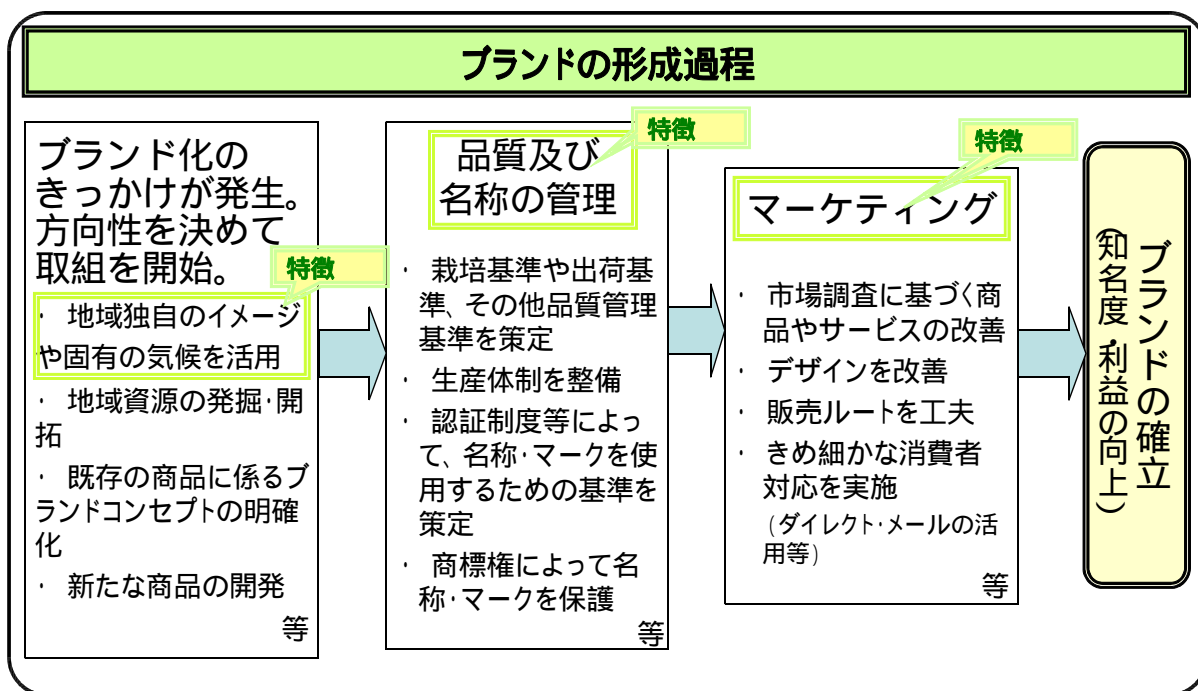 ブランドの形成過程
ブランド化の
きっかけが発生。
方向性を決めて
取組を開始。
特徴
・ 地域独自のイメージ
や固有の気候を活用
・ 地域資源の発掘・開
拓
・ 既存の商品に係るブ
ランドコンセプトの明確
化
・ 新たな商品の開発
等
特徴
品質及び
名称の管理
・ 栽培基準や出荷基
準、その他品質管理
基準を策定
・ 生産体制を整備
・ 認証制度等によっ
て、名称・マークを使
用するための基準を
策定
・ 商標権によって名
称・マークを保護
等
特徴
マーケティング
・ 市場調査に基づく商
品やサービスの改善
・ デザインを改善
・ 販売ルートを工夫
・ きめ細かな消費者
対応を実施
(ダイレクト・メールの活
用等)
等
ブランドの確立
(知名度・利益の向上)